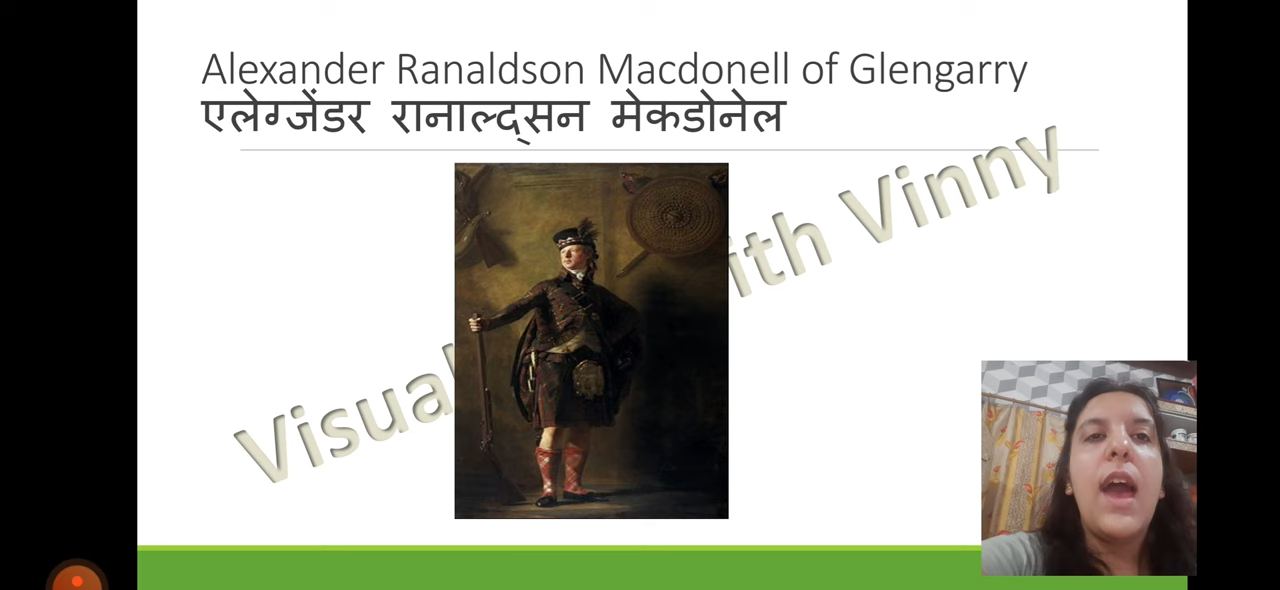 Alexander Ranaldson Macdonell of Glengarry
एलेग्जेंडर रानाल्द्सन मेकडोनेल
Visual ith Vinny